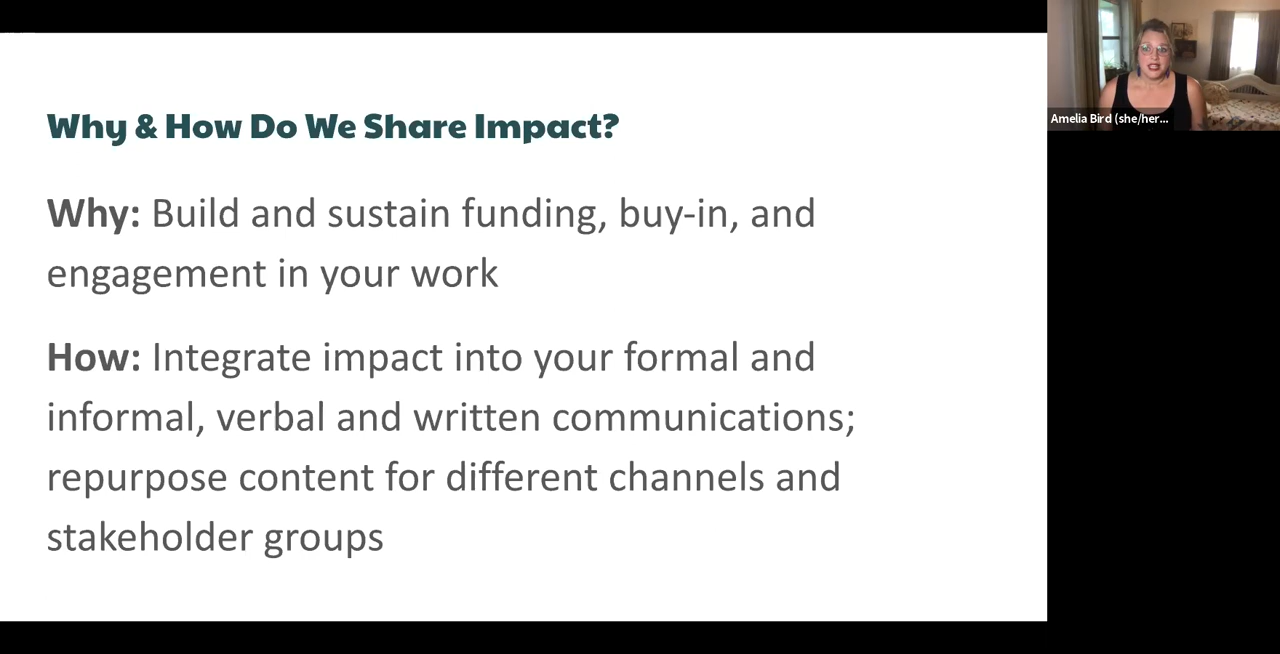 Why & How Do We Share Impact?
Why: Build and sustain funding, buy-in, and
engagement in your work
How: Integrate impact into your formal and
informal, verbal and written communications;
repurpose content for different channels and
stakeholder groups
Amelia Bird (she/her...